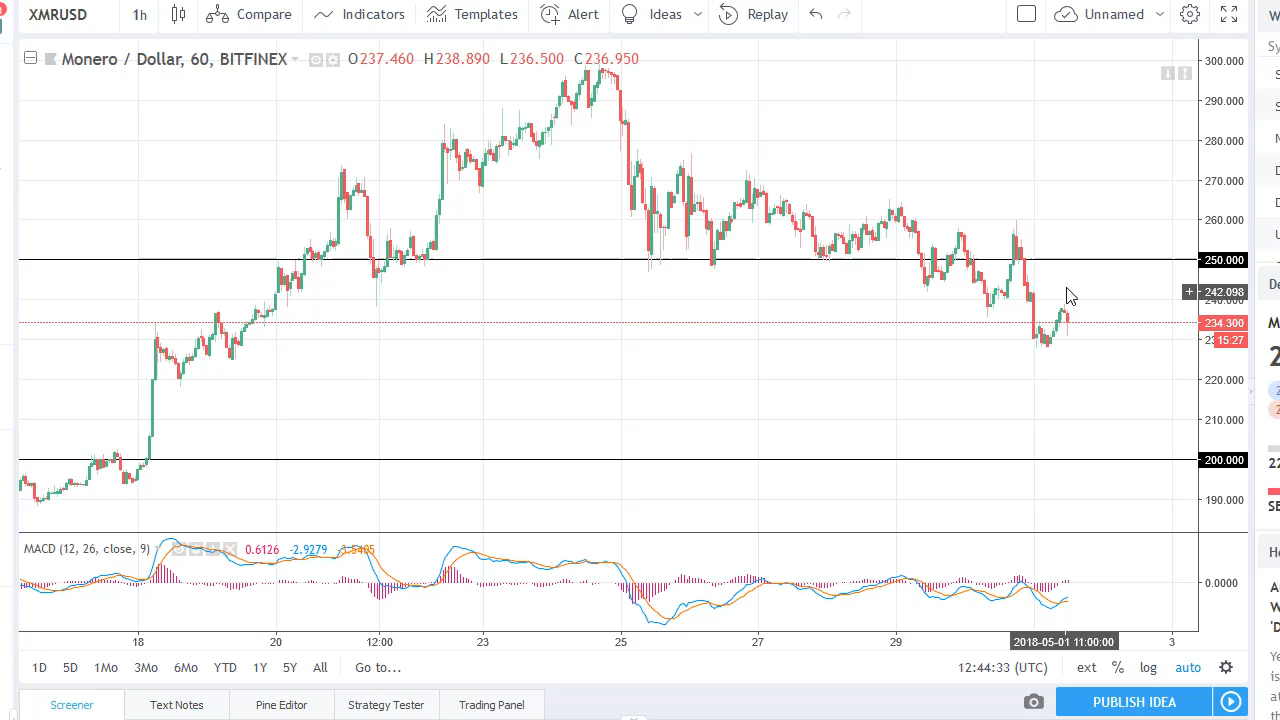 XMRUSD 1h Compare Indicators Templates Alert Ideas Replay Unnamed
Monero / Dollar, 60, BITFINEX O237.460 H238.890 L236.500 C236.950
300.000
290.000
280.000
270.000
260.000
250.000
242.098
240.000
234.300
15:27
220.000
210.000
200.000
190.000
MACD (12, 26, close, 9) 0.6126 -2.9279 -3.5405
0.0000
18 20 12:00 23 25 27 29 2018-05-01 11:00:00 3
1D 5D 1Mo 3Mo 6Mo YTD 1Y 5Y All Go to... 12:44:33 (UTC) ext % log auto
Screener Text Notes Pine Editor Strategy Tester Trading Panel PUBLISH IDEA